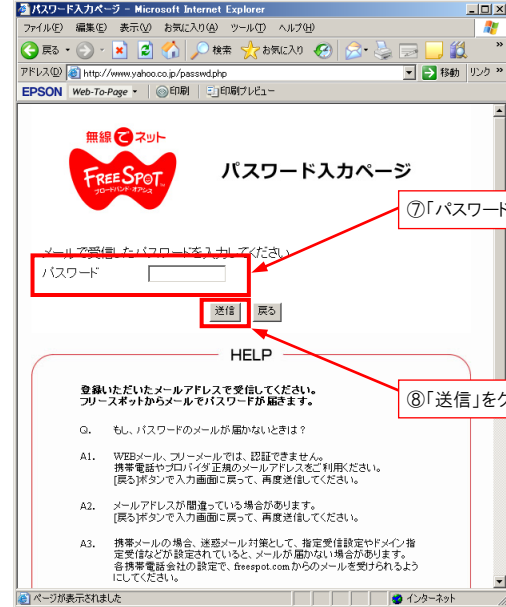 パスワード入力ページ - Microsoft Internet Explorer
ファイル(F) 編集(E) 表示(V) お気に入り(A) ツール(T) ヘルプ(H)
戻る 検索 お気に入り »
アドレス(D) http://www.yahoo.co.jp/passwd.php 移動 リンク »
EPSON Web-To-Page 印刷 印刷プレビュー
無線でネット
FREESPOT
ブロードバンド・オアシス
パスワード入力ページ
⑦「パスワード
メールで受信したパスワードを入力してください
パスワード
送信 戻る
HELP
⑧「送信」をク
登録いただいたメールアドレスで受信してください。
フリースポットからメールでパスワードが届きます。
Q. もし、パスワードのメールが届かないときは?
A1. WEBメール、フリーメールでは、認証できません。
携帯電話やプロバイダ正規のメールアドレスをご利用ください。
[戻る]ボタンで入力画面に戻って、再度送信してください。
A2. メールアドレスが間違っている場合があります。
[戻る]ボタンで入力画面に戻って、再度送信してください。
A3. 携帯メールの場合、迷惑メール対策として、指定受信設定やドメイン指
定受信などが設定されていると、メールが届かない場合があります。
各携帯電話会社の設定で、freespot.comからのメールを受けられるよう
にしてください。
ページが表示されました インターネット